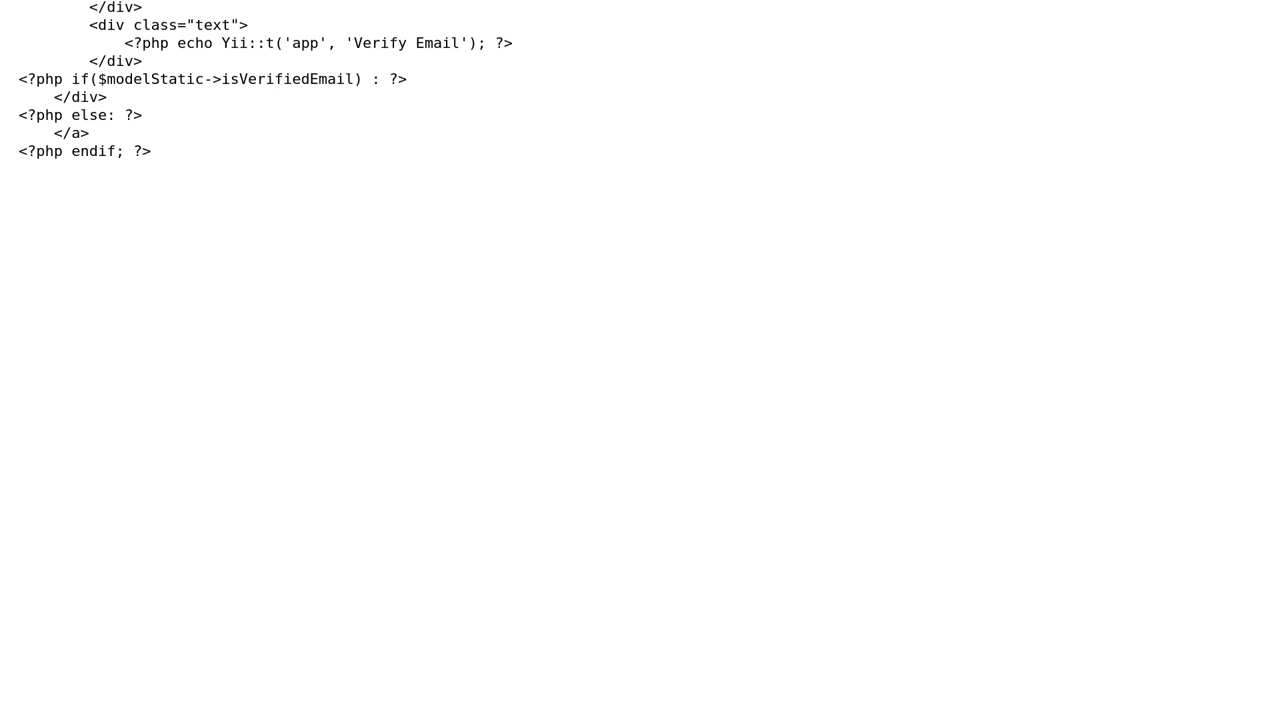 </div>
        <div class="text">
            <?php echo Yii::t('app', 'Verify Email'); ?>
        </div>
<?php if($modelStatic->isVerifiedEmail) : ?>
    </div>
<?php else: ?>
    </a>
<?php endif; ?>